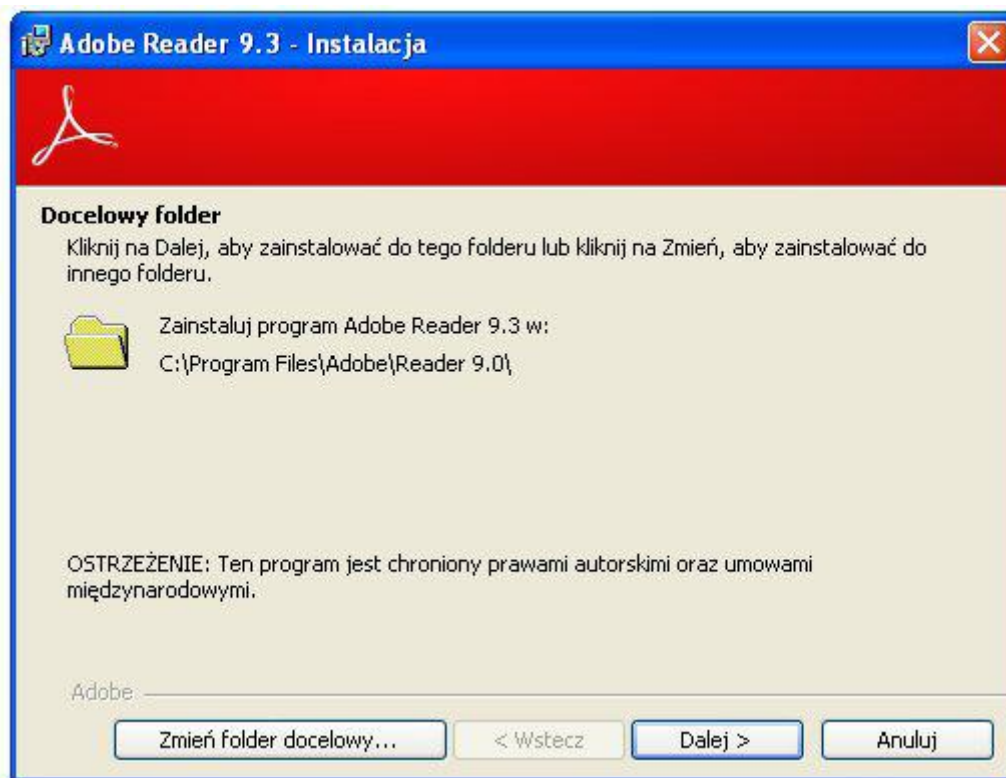 Adobe Reader 9.3 - Instalacja
Docelowy folder
Kliknij na Dalej, aby zainstalować do tego folderu lub kliknij na Zmień, aby zainstalować do
innego folderu.
Zainstaluj program Adobe Reader 9.3 w:
C:\Program Files\Adobe\Reader 9.0\
OSTRZEŻENIE: Ten program jest chroniony prawami autorskimi oraz umowami
międzynarodowymi.
Adobe
Zmień folder docelowy... < Wstecz Dalej > Anuluj